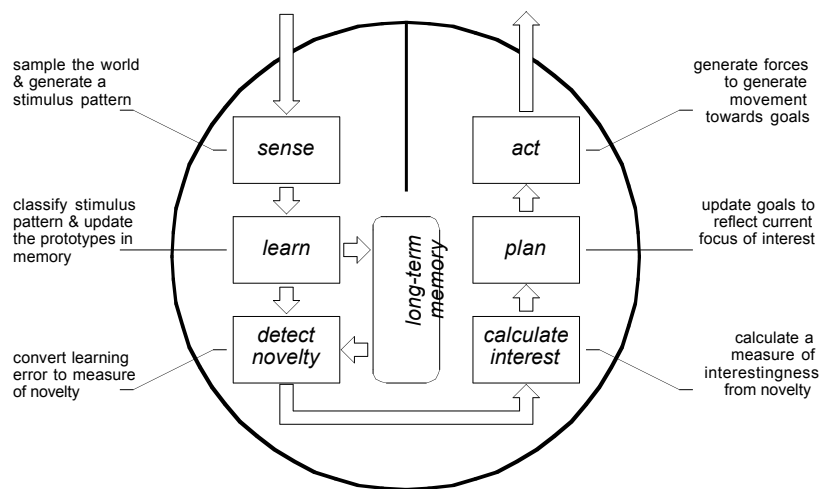 sample the world
& generate a
stimulus pattern
sense
classify stimulus
pattern & update
the prototypes in
memory
learn
long-term
memory
convert learning
error to measure
of novelty
detect
novelty
generate forces
to generate
movement
towards goals
act
update goals to
reflect current
focus of interest
plan
calculate
interest
calculate a
measure of
interestingness
from novelty